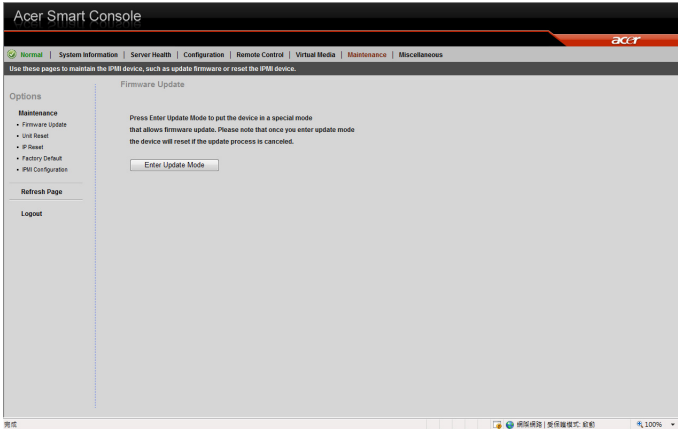 Acer Smart Console
acer
Normal | System Information | Server Health | Configuration | Remote Control | Virtual Media | Maintenance | Miscellaneous
Use these pages to maintain the IPMI device, such as update firmware or reset the IPMI device.
Options
Maintenance
• Firmware Update
• Unit Reset
• IP Reset
• Factory Default
• IPMI Configuration
Refresh Page
Logout
Firmware Update
Press Enter Update Mode to put the device in a special mode
that allows firmware update. Please note that once you enter update mode
the device will reset if the update process is canceled.
Enter Update Mode
完成
網際網路 | 受保護模式: 啟動
100%